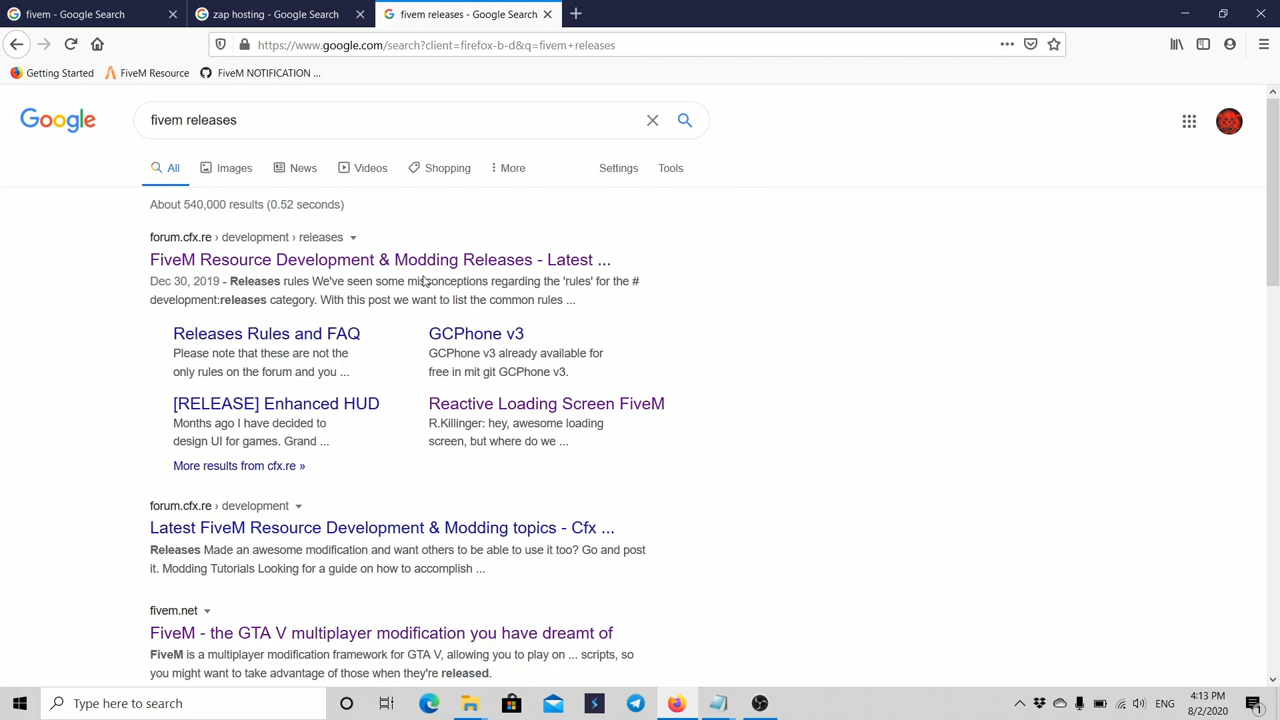 fivem - Google Search
zap hosting - Google Search
fivem releases - Google Search
https://www.google.com/search?client=firefox-b-d&q=fivem+releases
Getting Started
FiveM Resource
FiveM NOTIFICATION ...
Google
fivem releases
All
Images
News
Videos
Shopping
More
Settings
Tools
About 540,000 results (0.52 seconds)
forum.cfx.re › development › releases
FiveM Resource Development & Modding Releases - Latest ...
Dec 30, 2019 - Releases rules We've seen some misconceptions regarding the 'rules' for the #
development:releases category. With this post we want to list the common rules ...
Releases Rules and FAQ
Please note that these are not the
only rules on the forum and you ...
GCPhone v3
GCPhone v3 already available for
free in mit git GCPhone v3.
[RELEASE] Enhanced HUD
Months ago I have decided to
design UI for games. Grand ...
Reactive Loading Screen FiveM
R.Killinger: hey, awesome loading
screen, but where do we ...
More results from cfx.re »
forum.cfx.re › development
Latest FiveM Resource Development & Modding topics - Cfx ...
Releases Made an awesome modification and want others to be able to use it too? Go and post
it. Modding Tutorials Looking for a guide on how to accomplish ...
fivem.net
FiveM - the GTA V multiplayer modification you have dreamt of
FiveM is a multiplayer modification framework for GTA V, allowing you to play on ... scripts, so
you might want to take advantage of those when they're released.
Type here to search
ENG
4:13 PM
8/2/2020
1